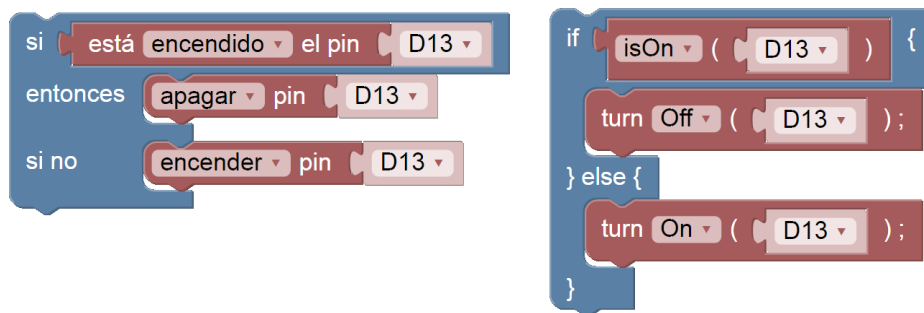 si está encendido el pin D13
entonces apagar pin D13
si no encender pin D13
if isOn ( D13 ) {
turn Off ( D13 ) ;
} else {
turn On ( D13 ) ;
}